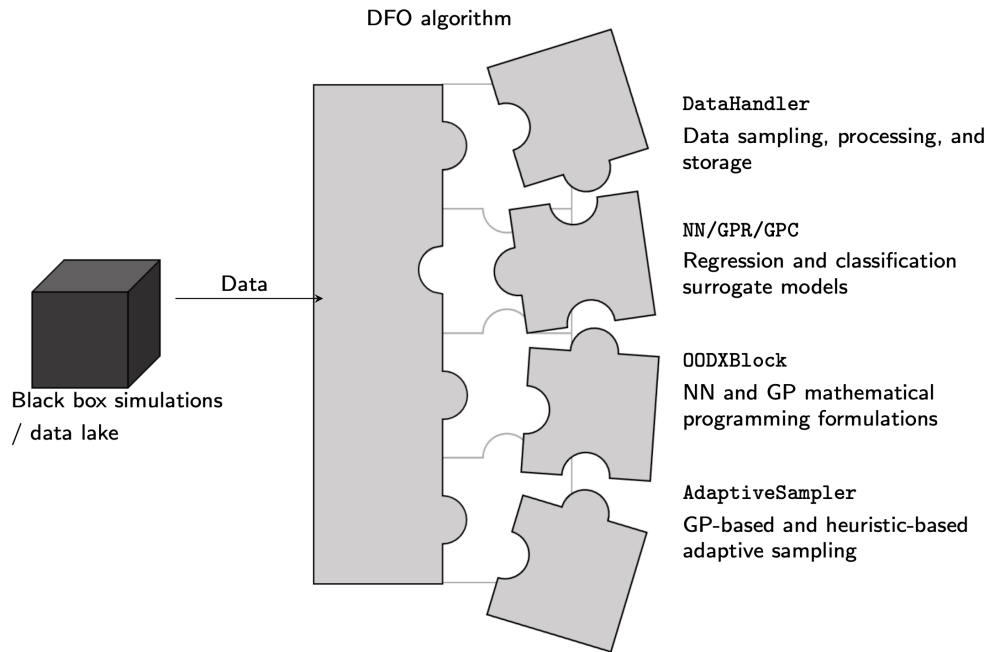 DFO algorithm
DataHandler
Data sampling, processing, and
storage
NN/GPR/GPC
Regression and classification
surrogate models
Data
OODXBlock
NN and GP mathematical
programming formulations
Black box simulations
/ data lake
AdaptiveSampler
GP-based and heuristic-based
adaptive sampling